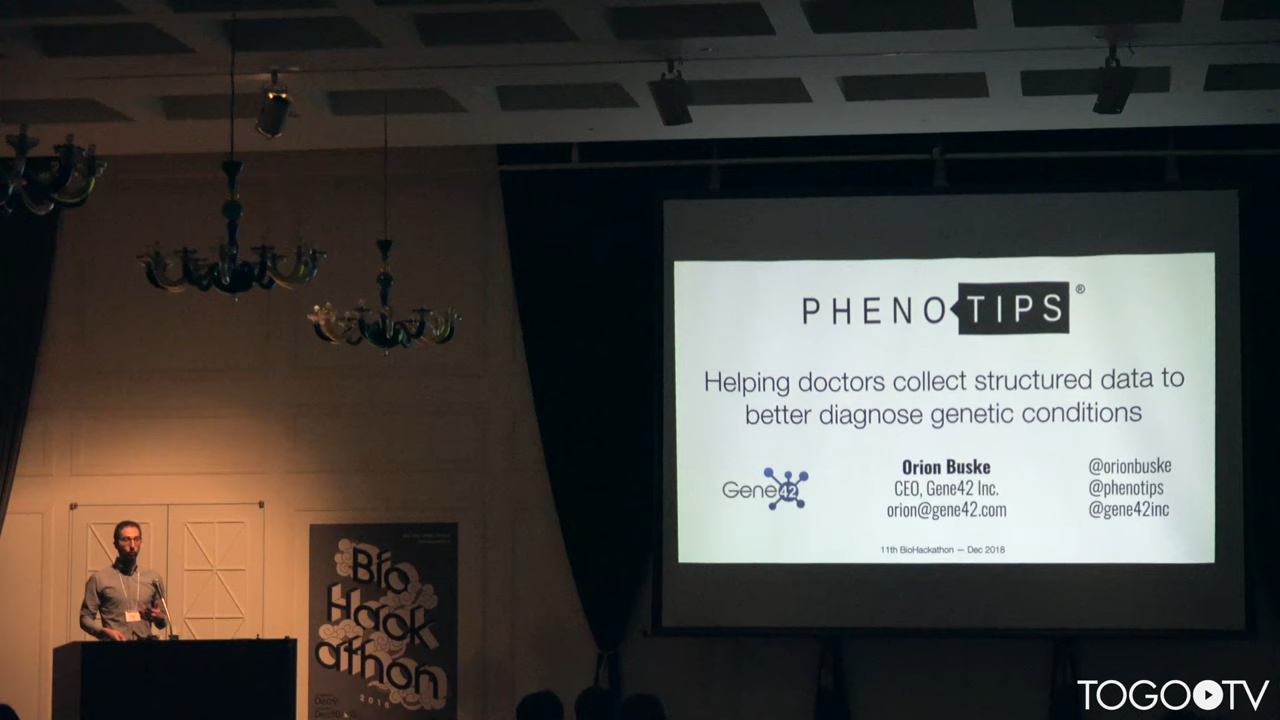 PHENOTIPS®
Helping doctors collect structured data to
better diagnose genetic conditions
Gene42
Orion Buske
CEO, Gene42 Inc.
orion@gene42.com
@orionbuske
@phenotips
@gene42inc
11th BioHackathon — Dec 2018
Bio
Hack
athon
2018
TOGOTV